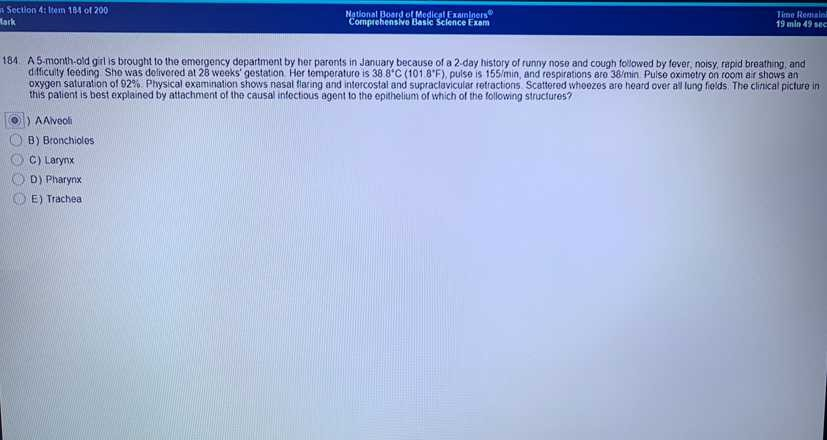 n Section 4: Item 184 of 200
Mark
National Board of Medical Examiners®
Comprehensive Basic Science Exam
Time Remaini
19 min 49 sec
184. A 5-month-old girl is brought to the emergency department by her parents in January because of a 2-day history of runny nose and cough followed by fever, noisy, rapid breathing, and
difficulty feeding. She was delivered at 28 weeks' gestation. Her temperature is 38.8°C (101.8°F), pulse is 155/min, and respirations are 38/min. Pulse oximetry on room air shows an
oxygen saturation of 92%. Physical examination shows nasal flaring and intercostal and supraclavicular retractions. Scattered wheezes are heard over all lung fields. The clinical picture in
this patient is best explained by attachment of the causal infectious agent to the epithelium of which of the following structures?
) AAlveoli
B) Bronchioles
C) Larynx
D) Pharynx
E) Trachea